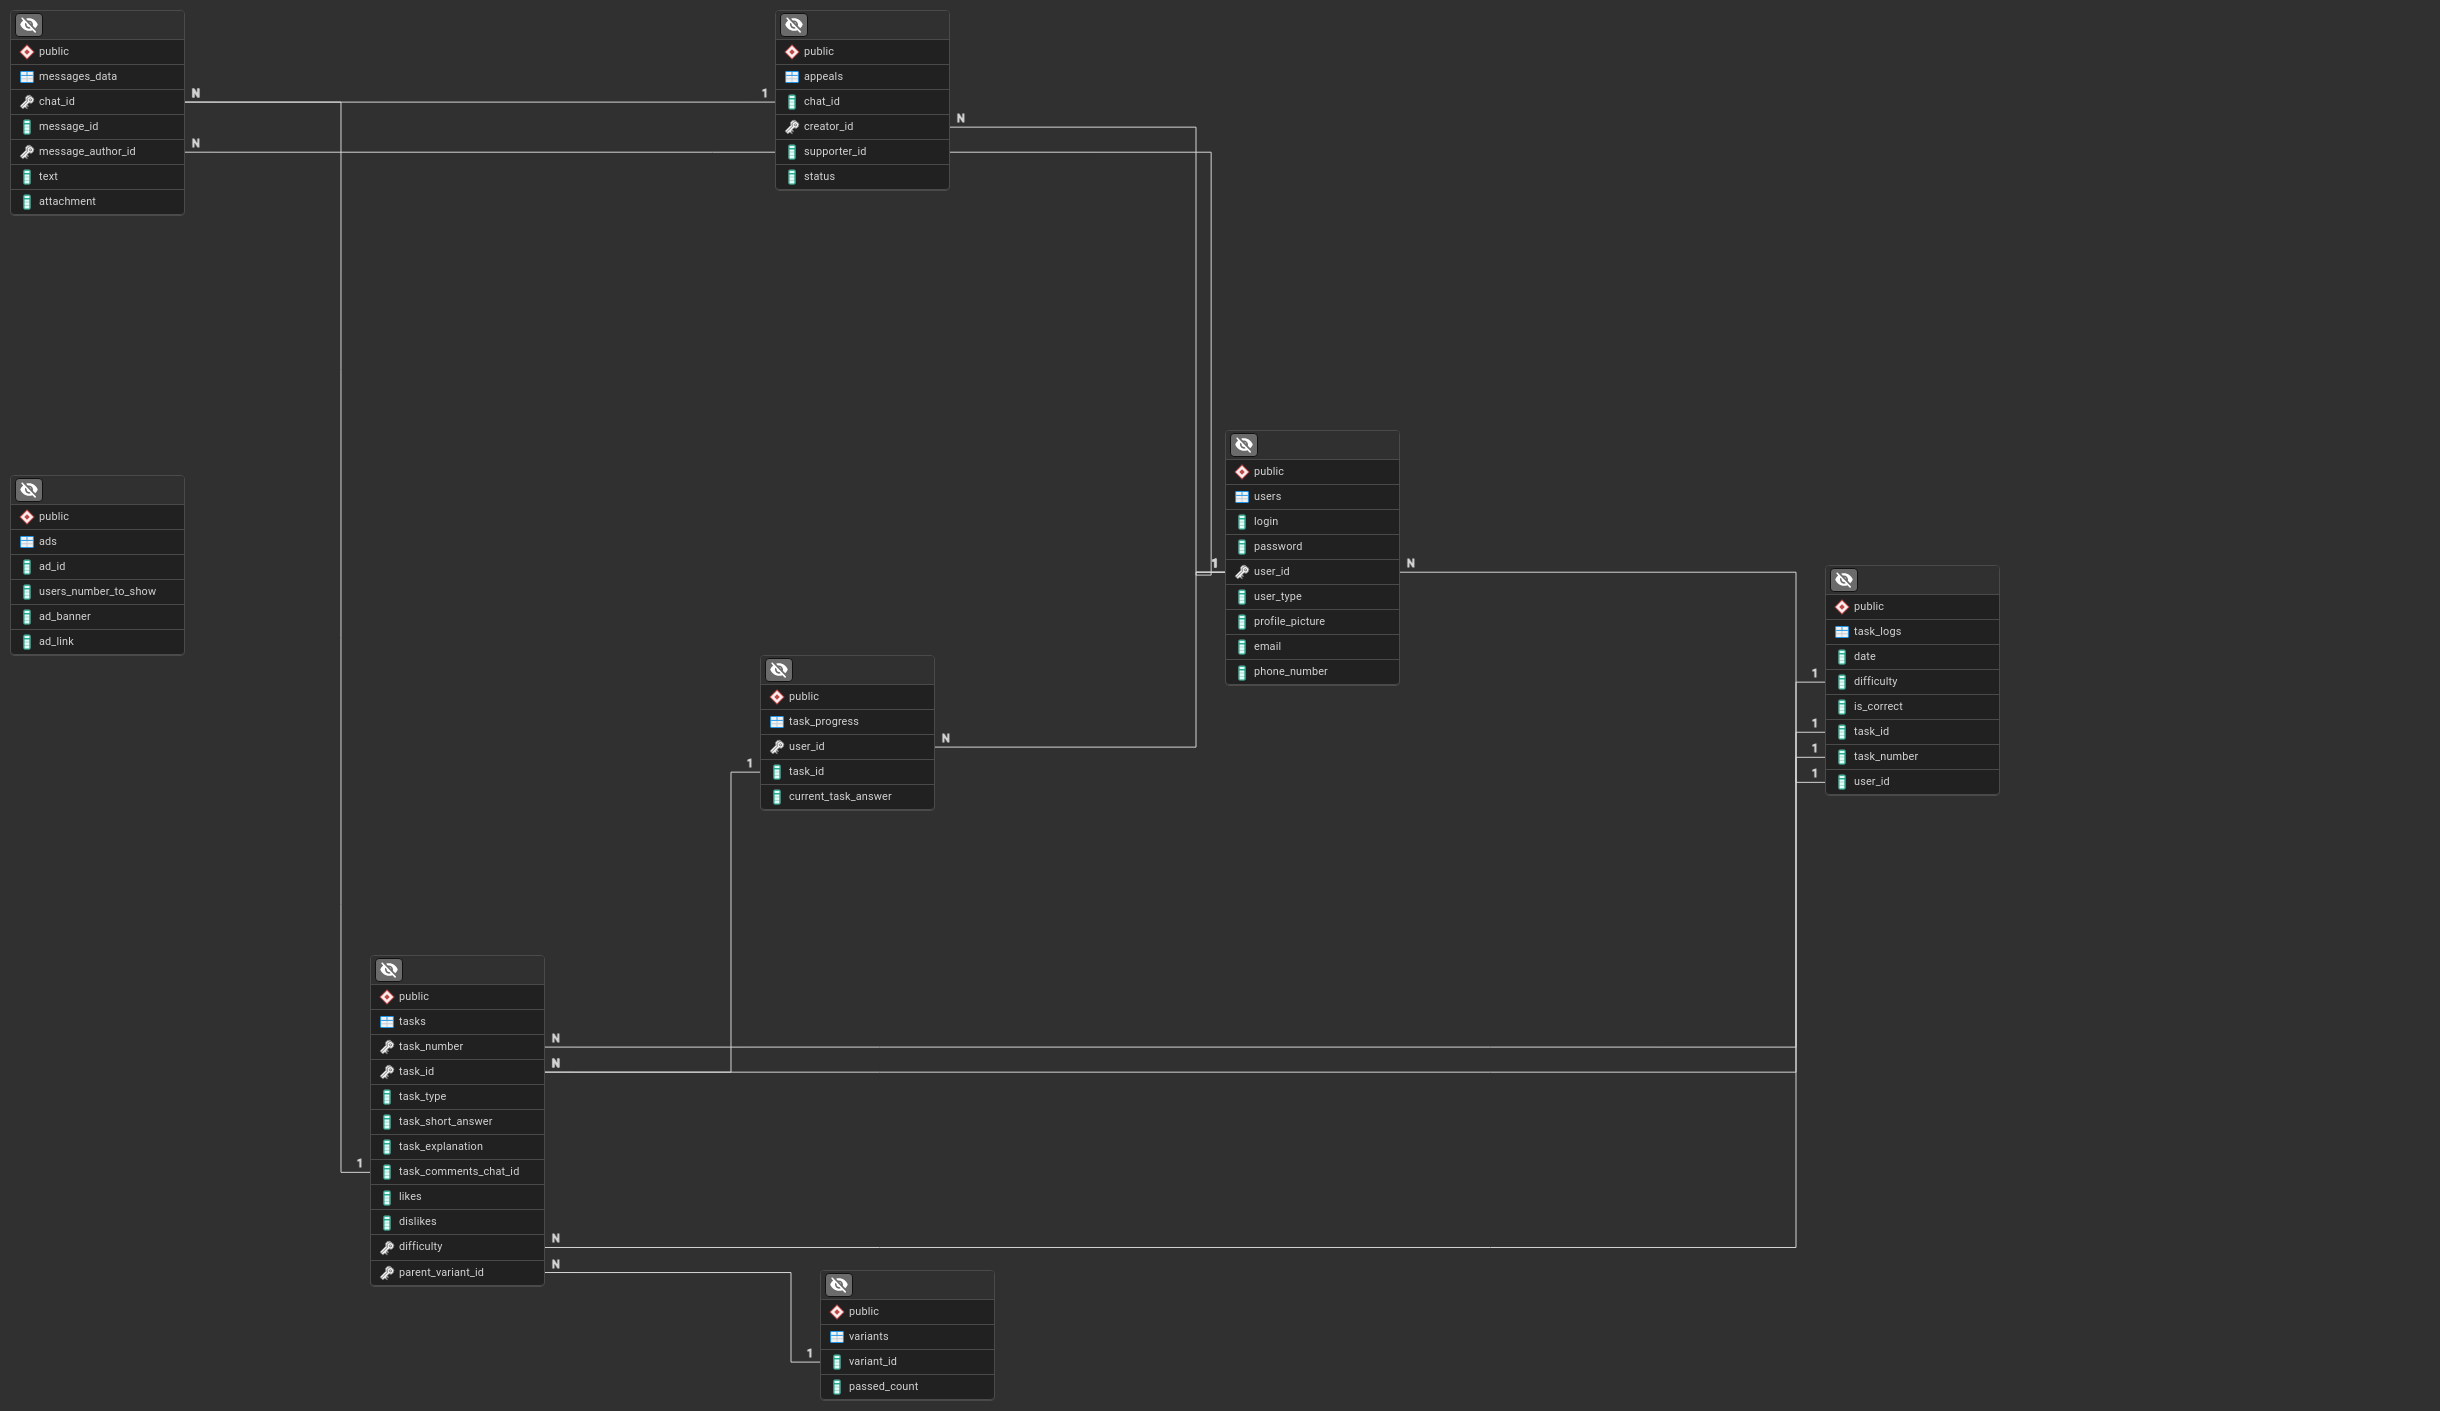 public
messages_data
chat_id
message_id
message_author_id
text
attachment
N
N
public
appeals
chat_id
creator_id
supporter_id
status
1
N
public
ads
ad_id
users_number_to_show
ad_banner
ad_link
public
users
login
password
user_id
user_type
profile_picture
email
phone_number
1
N
public
task_logs
date
difficulty
is_correct
task_id
task_number
user_id
1
1
1
1
public
task_progress
user_id
task_id
current_task_answer
N
1
public
tasks
task_number
task_id
task_type
task_short_answer
task_explanation
task_comments_chat_id
likes
dislikes
difficulty
parent_variant_id
N
N
1
N
N
public
variants
variant_id
passed_count
1